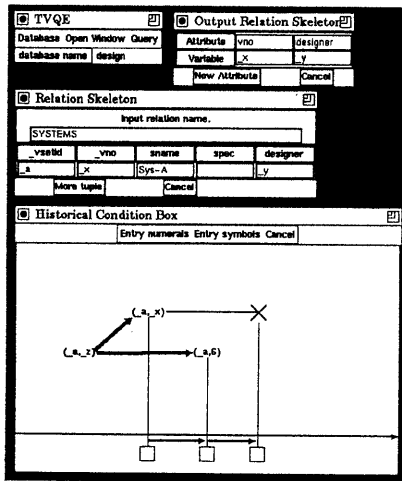 TVQE
Database Open Window Query
database name design
Output Relation Skeleton
Attribute vno designer
Variable _x _y
New Attribute Cancel
Relation Skeleton
Input relation name.
SYSTEMS
_vsetid _vno sname spec designer
_a _x Sys-A _y
More tuple Cancel
Historical Condition Box
Entry numerals Entry symbols Cancel
(_a,_x)
(_a,_z) (_a,6)